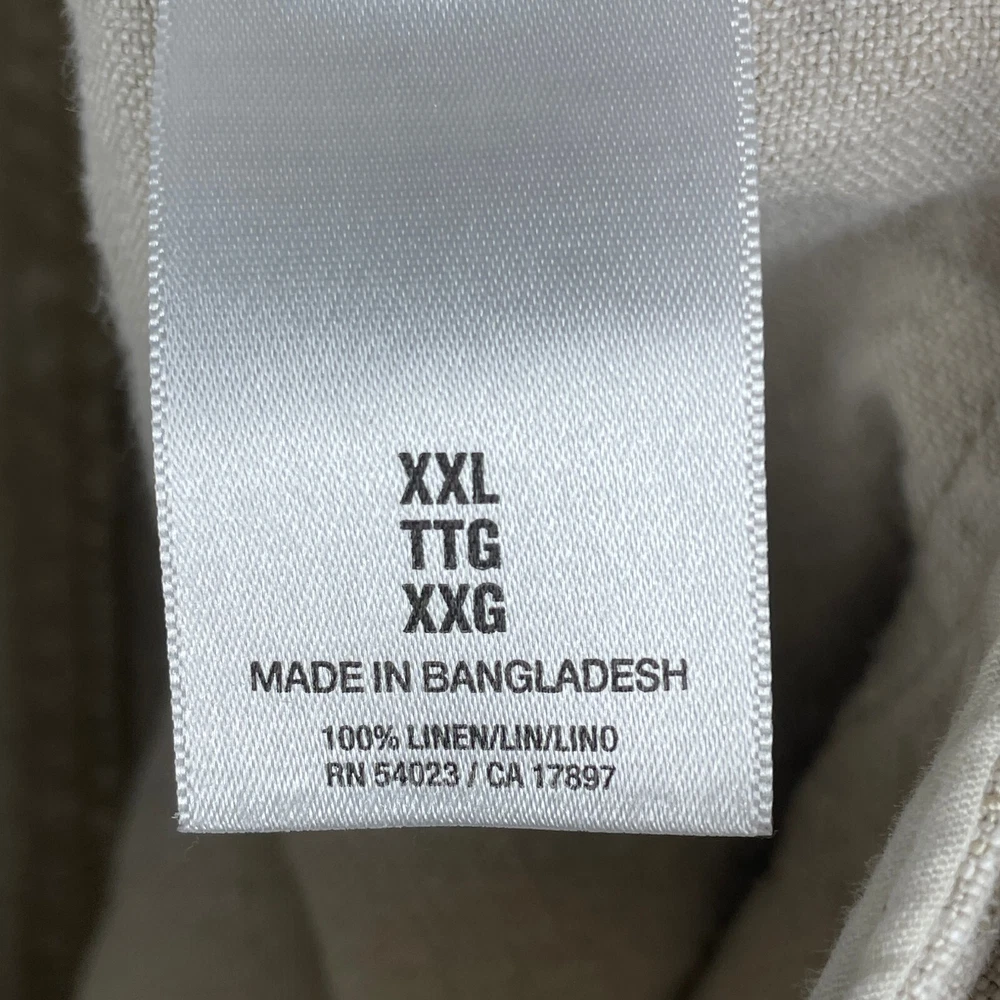 XXL
TTG
XXG
MADE IN BANGLADESH
100% LINEN/LIN/LINO
RN 54023 / CA 17897